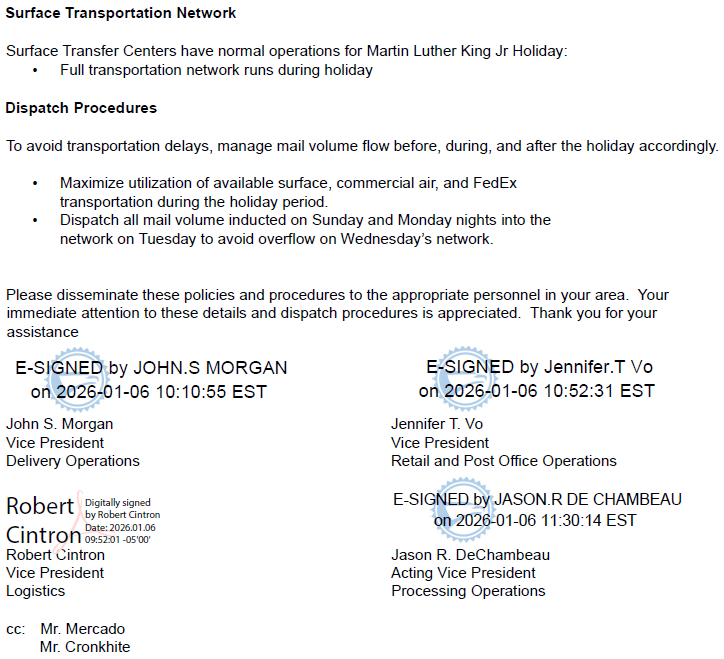 Surface Transportation Network
Surface Transfer Centers have normal operations for Martin Luther King Jr Holiday:
• Full transportation network runs during holiday
Dispatch Procedures
To avoid transportation delays, manage mail volume flow before, during, and after the holiday accordingly.
• Maximize utilization of available surface, commercial air, and FedEx
transportation during the holiday period.
• Dispatch all mail volume inducted on Sunday and Monday nights into the
network on Tuesday to avoid overflow on Wednesday's network.
Please disseminate these policies and procedures to the appropriate personnel in your area.  Your
immediate attention to these details and dispatch procedures is appreciated.  Thank you for your
assistance
E-SIGNED by JOHN.S MORGAN
on 2026-01-06 10:10:55 EST
John S. Morgan
Vice President
Delivery Operations
E-SIGNED by Jennifer.T Vo
on 2026-01-06 10:52:31 EST
Jennifer T. Vo
Vice President
Retail and Post Office Operations
Robert
Cintron
Digitally signed
by Robert Cintron
Date: 2026.01.06
09:52:01 -05'00'
Robert Cintron
Vice President
Logistics
E-SIGNED by JASON.R DE CHAMBEAU
on 2026-01-06 11:30:14 EST
Jason R. DeChambeau
Acting Vice President
Processing Operations
cc: Mr. Mercado
Mr. Cronkhite